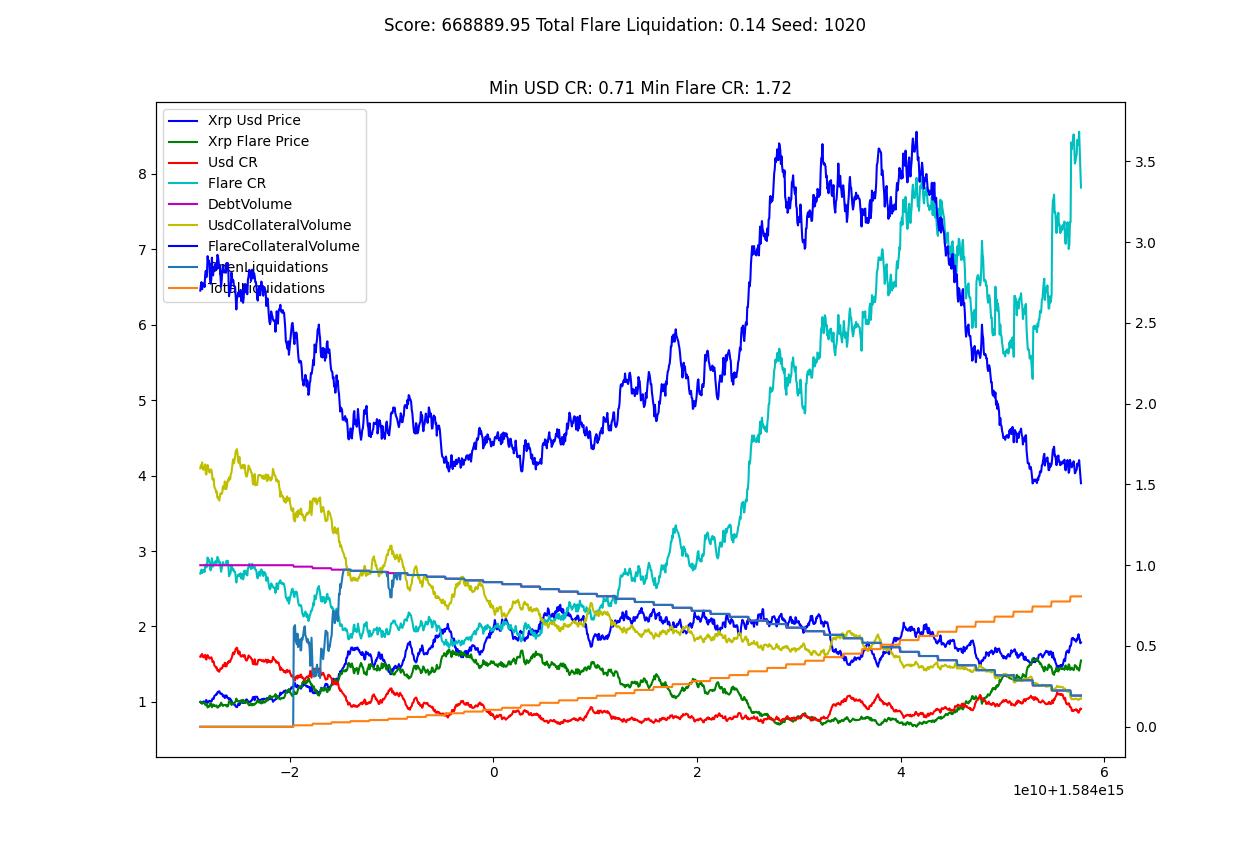 Score: 668889.95 Total Flare Liquidation: 0.14 Seed: 1020
Min USD CR: 0.71 Min Flare CR: 1.72
Xrp Usd Price
Xrp Flare Price
Usd CR
Flare CR
DebtVolume
UsdCollateralVolume
FlareCollateralVolume
OpenLiquidations
TotalLiquidations
8
7
6
5
4
3
2
1
3.5
3.0
2.5
2.0
1.5
1.0
0.5
0.0
−2 0 2 4 6
1e10+1.584e15